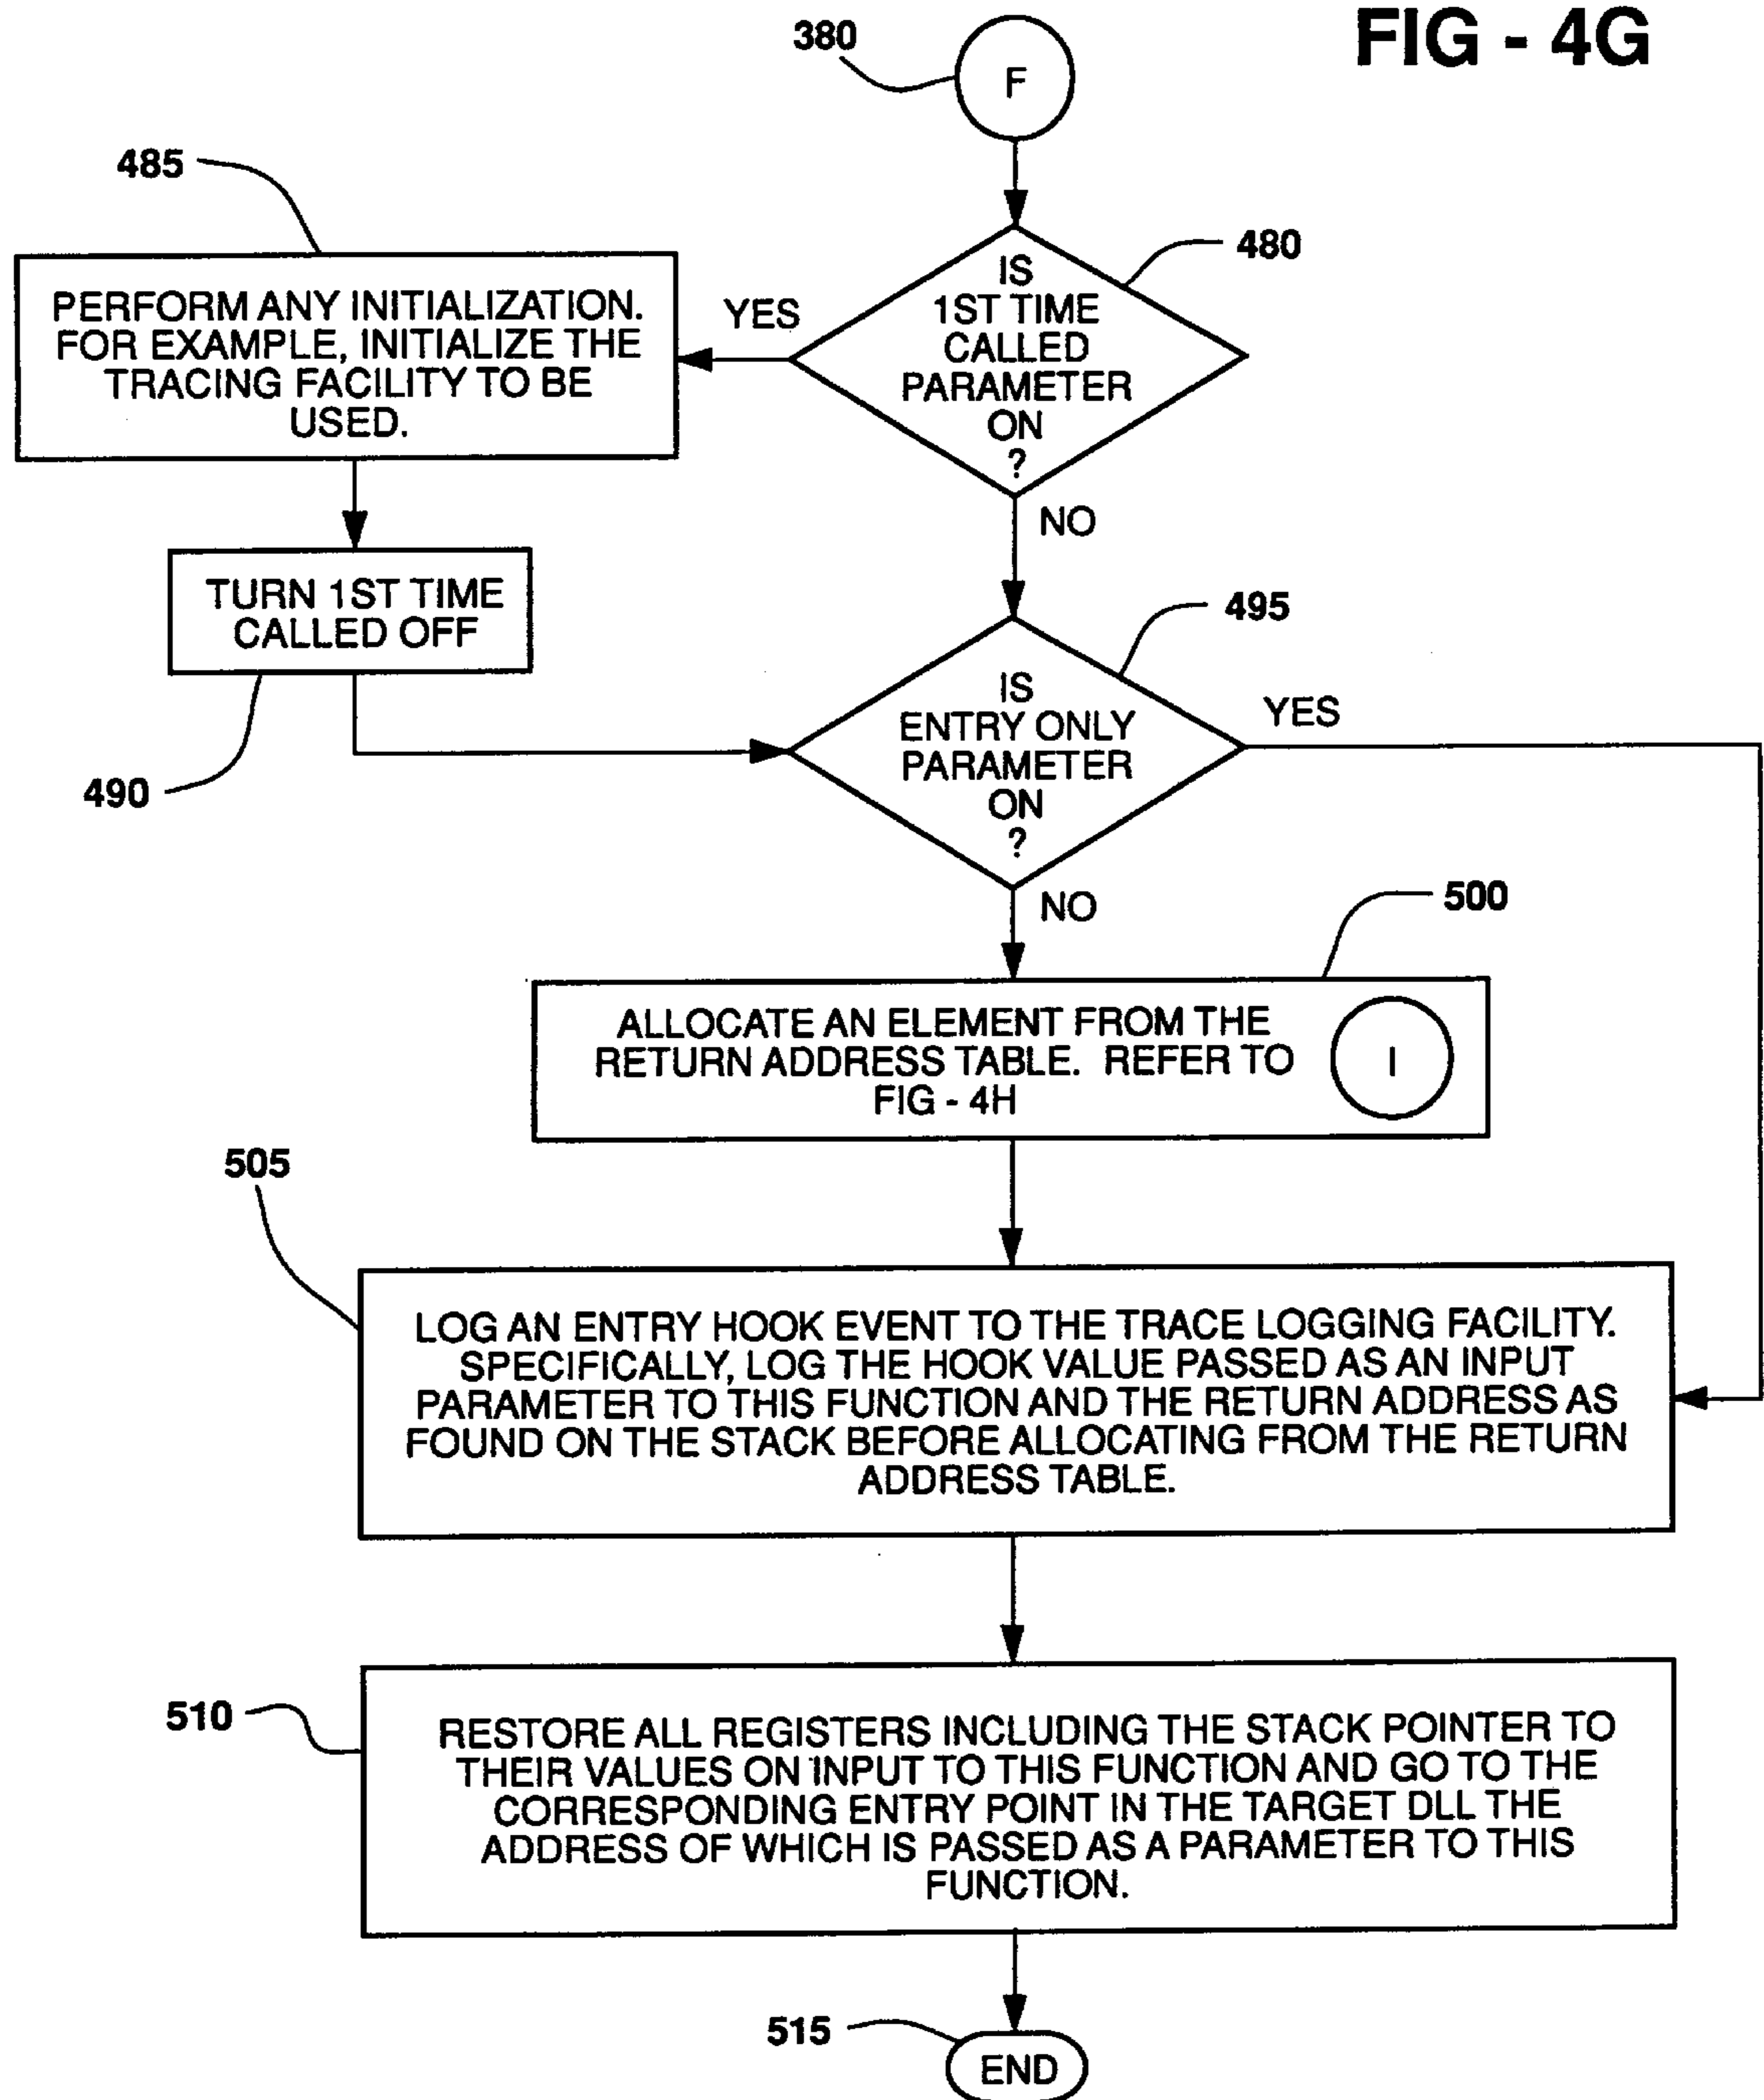 FIG - 4G
380
F
485
480
IS
1ST TIME
CALLED
PARAMETER
ON
?
YES
PERFORM ANY INITIALIZATION.
FOR EXAMPLE, INITIALIZE THE
TRACING FACILITY TO BE
USED.
NO
TURN 1ST TIME
CALLED OFF
490
495
IS
ENTRY ONLY
PARAMETER
ON
?
YES
NO
500
ALLOCATE AN ELEMENT FROM THE
RETURN ADDRESS TABLE. REFER TO
FIG - 4H
I
505
LOG AN ENTRY HOOK EVENT TO THE TRACE LOGGING FACILITY.
SPECIFICALLY, LOG THE HOOK VALUE PASSED AS AN INPUT
PARAMETER TO THIS FUNCTION AND THE RETURN ADDRESS AS
FOUND ON THE STACK BEFORE ALLOCATING FROM THE RETURN
ADDRESS TABLE.
510
RESTORE ALL REGISTERS INCLUDING THE STACK POINTER TO
THEIR VALUES ON INPUT TO THIS FUNCTION AND GO TO THE
CORRESPONDING ENTRY POINT IN THE TARGET DLL THE
ADDRESS OF WHICH IS PASSED AS A PARAMETER TO THIS
FUNCTION.
515
END